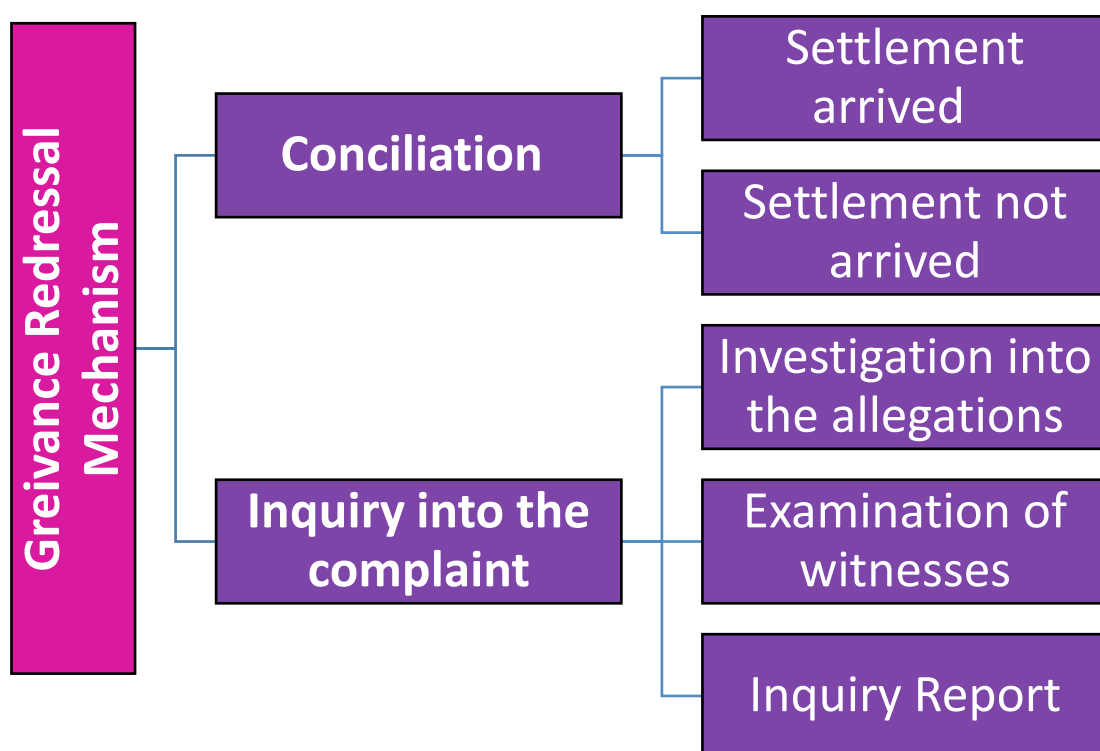 Greivance Redressal
Mechanism
Conciliation
Settlement
arrived
Settlement not
arrived
Inquiry into the
complaint
Investigation into
the allegations
Examination of
witnesses
Inquiry Report